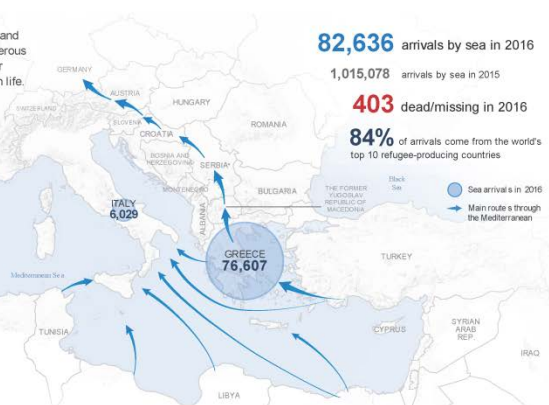 and
erous
r
n life.
82,636 arrivals by sea in 2016
1,015,078 arrivals by sea in 2015
403 dead/missing in 2016
84% of arrivals come from the world's
top 10 refugee-producing countries
Sea arrivals in 2016
Main routes through
the Mediterranean
GERMANY
AUSTRIA
SWITZERLAND
HUNGARY
SLOVENIA
CROATIA
ROMANIA
BOSNIA AND
HERZEGOVINA
SERBIA
MONTENEGRO
BULGARIA
Black
Sea
THE FORMER
YUGOSLAV
REPUBLIC OF
MACEDONIA
ITALY
6,029
ALBANIA
GREECE
76,607
TURKEY
Mediterranean Sea
TUNISIA
CYPRUS
SYRIAN
ARAB
REP.
IRAQ
LIBYA